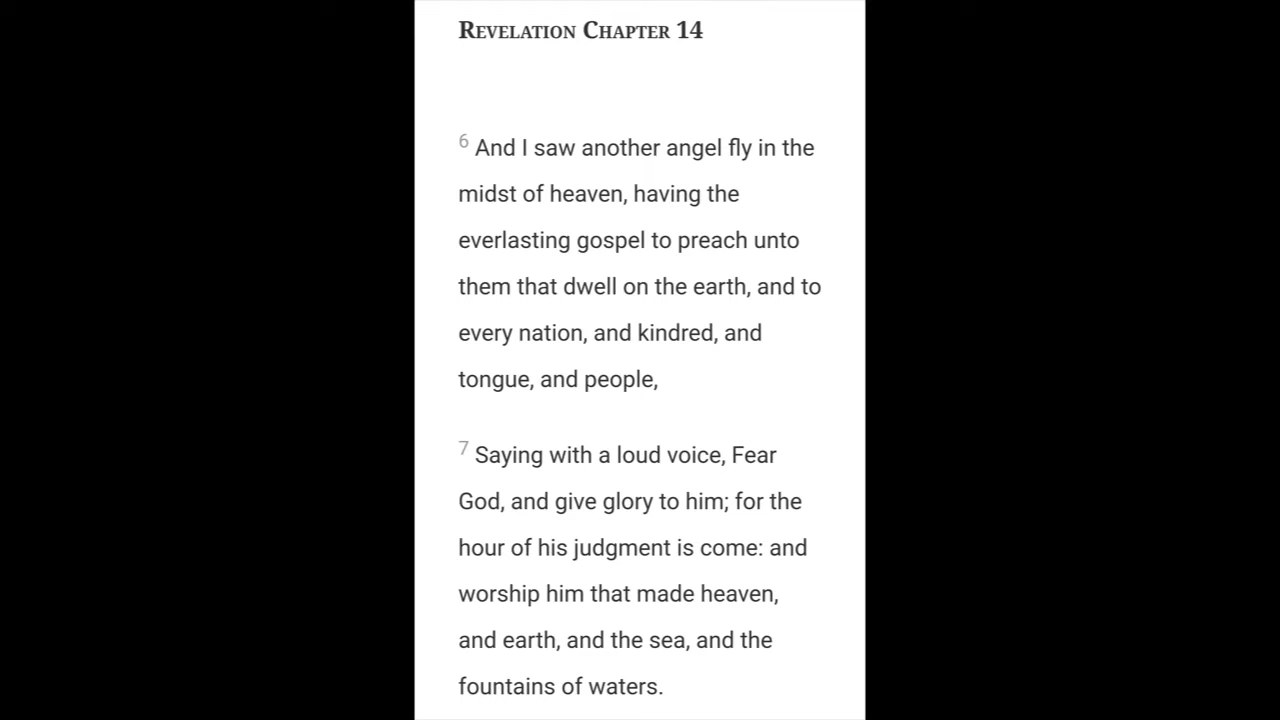 Revelation Chapter 14
6 And I saw another angel fly in the
midst of heaven, having the
everlasting gospel to preach unto
them that dwell on the earth, and to
every nation, and kindred, and
tongue, and people,
7 Saying with a loud voice, Fear
God, and give glory to him; for the
hour of his judgment is come: and
worship him that made heaven,
and earth, and the sea, and the
fountains of waters.